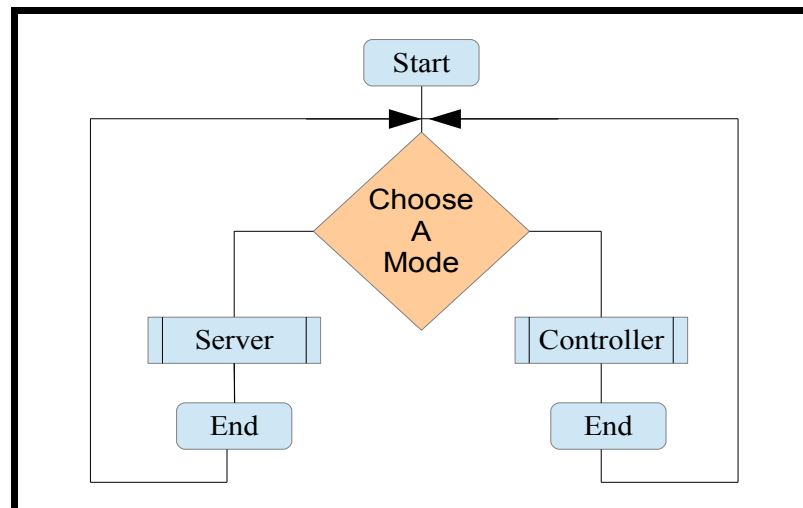 Start
Choose
A
Mode
Server
Controller
End
End